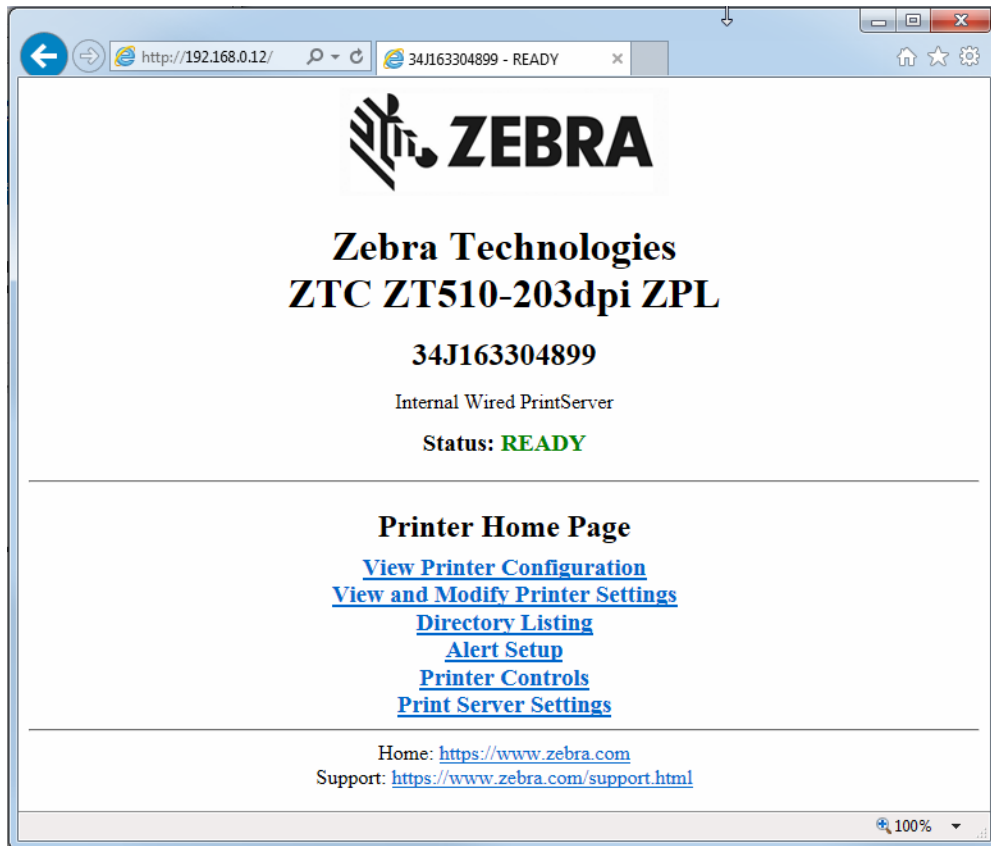 http://192.168.0.12/
34J163304899 - READY
ZEBRA
Zebra Technologies
ZTC ZT510-203dpi ZPL
34J163304899
Internal Wired PrintServer
Status: READY
Printer Home Page
View Printer Configuration
View and Modify Printer Settings
Directory Listing
Alert Setup
Printer Controls
Print Server Settings
Home: https://www.zebra.com
Support: https://www.zebra.com/support.html
100%